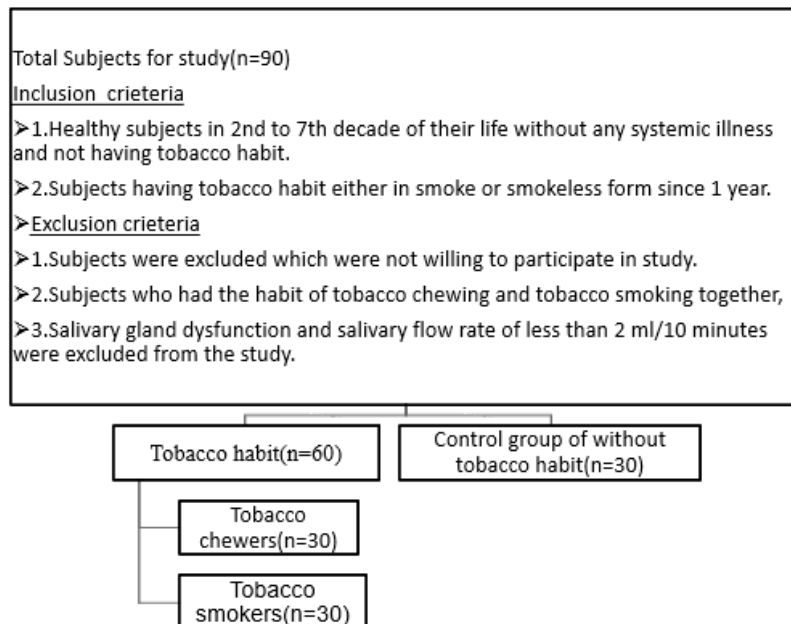 Total Subjects for study(n=90)
Inclusion crieteria
➢1.Healthy subjects in 2nd to 7th decade of their life without any systemic illness
and not having tobacco habit.
➢2.Subjects having tobacco habit either in smoke or smokeless form since 1 year.
➢Exclusion crieteria
➢1.Subjects were excluded which were not willing to participate in study.
➢2.Subjects who had the habit of tobacco chewing and tobacco smoking together,
➢3.Salivary gland dysfunction and salivary flow rate of less than 2 ml/10 minutes
were excluded from the study.
Tobacco habit(n=60)
Control group of without
tobacco habit(n=30)
Tobacco
chewers(n=30)
Tobacco
smokers(n=30)